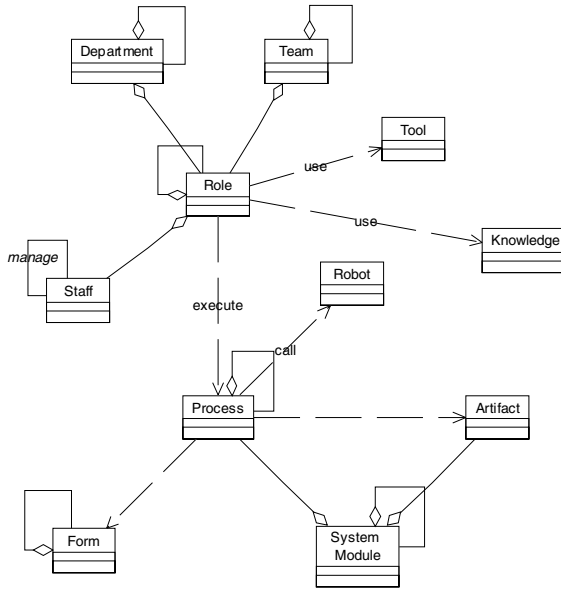 Department
Team
Tool
use
Role
use
Knowledge
manage
Staff
Robot
execute
call
Process
Artifact
Form
System
Module